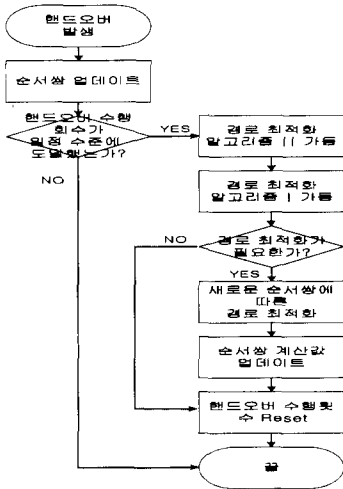 핸드오버
발생
순서쌍 업데이트
핸드오버 수행
회수가
일정 수준에
도달했는가?
YES
NO
경로 최적화
알고리즘 II 가동
경로 최적화
알고리즘 I 가동
경로 최적화가
필요한가?
NO
YES
새로운 순서쌍에
따른
경로 최적화
순서쌍 계산값
업데이트
핸드오버 수행횟
수 Reset
끝